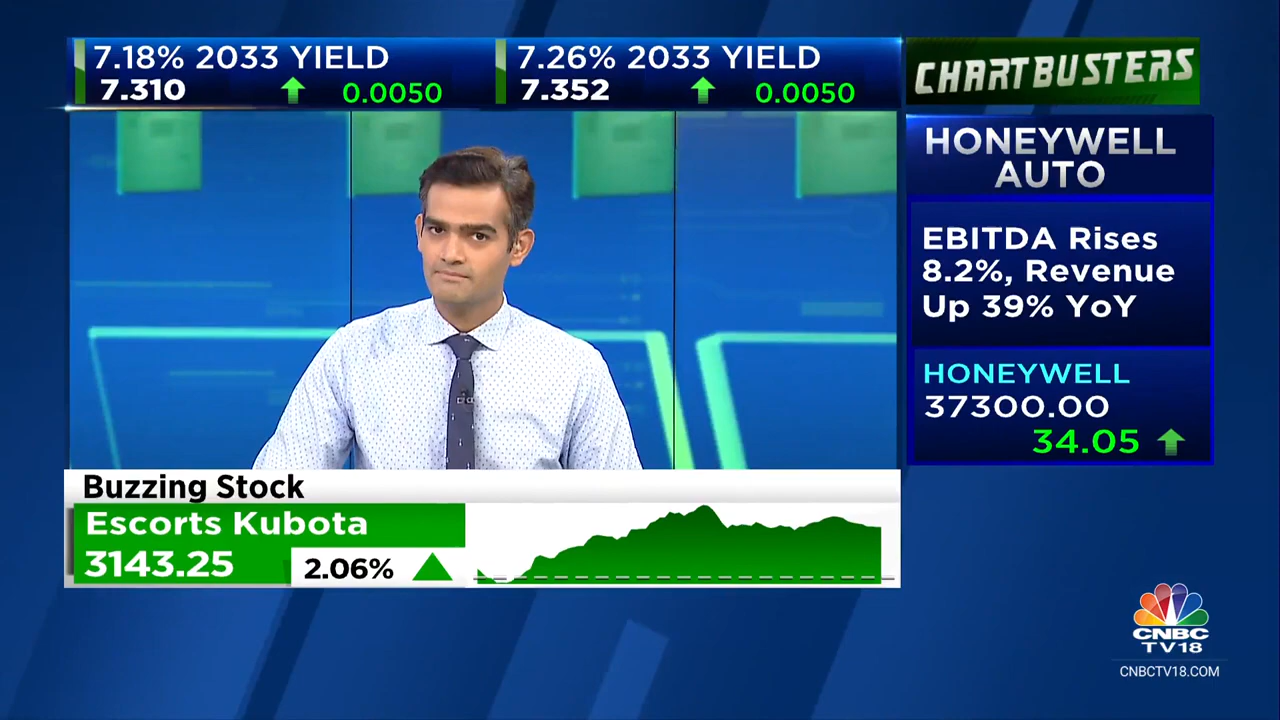 7.18% 2033 YIELD
7.310 0.0050
7.26% 2033 YIELD
7.352 0.0050
CHARTBUSTERS
HONEYWELL
AUTO
EBITDA Rises
8.2%, Revenue
Up 39% YoY
HONEYWELL
37300.00
34.05
Buzzing Stock
Escorts Kubota
3143.25 2.06%
CNBC
TV18
CNBCTV18.COM